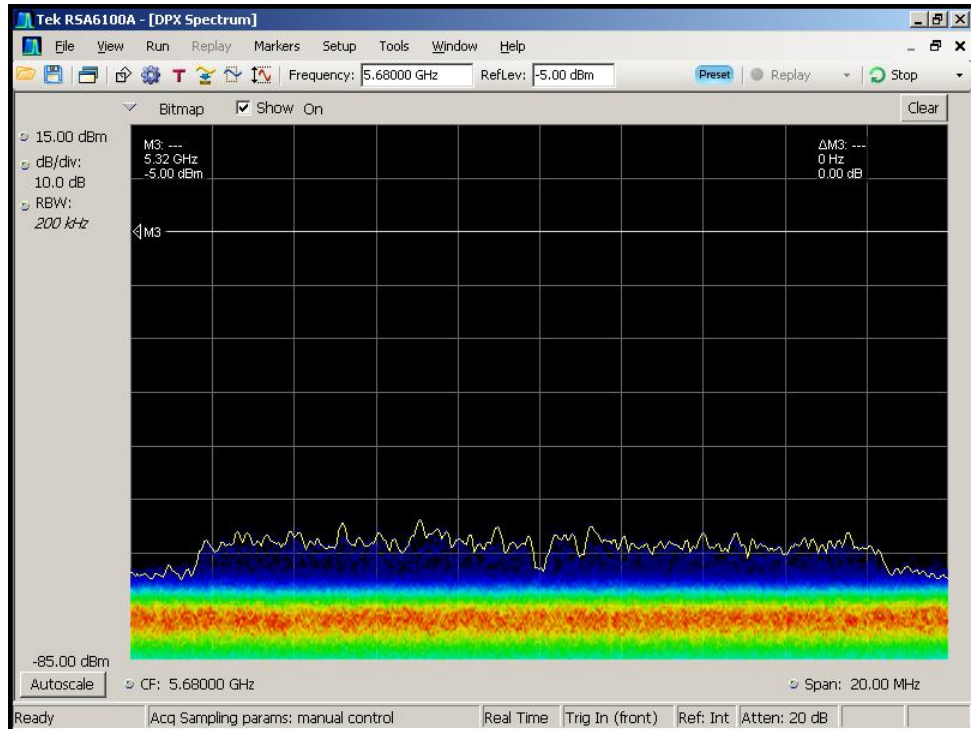 Tek RSA6100A - [DPX Spectrum]
File View Run Replay Markers Setup Tools Window Help
T Frequency: 5.68000 GHz RefLev: -5.00 dBm Preset Replay Stop
Bitmap Show On Clear
15.00 dBm
dB/div:
10.0 dB
RBW:
200 kHz
M3: ---
5.32 GHz
-5.00 dBm
ΔM3: ---
0 Hz
0.00 dB
M3
-85.00 dBm
Autoscale CF: 5.68000 GHz Span: 20.00 MHz
Ready Acq Sampling params: manual control Real Time Trig In (front) Ref: Int Atten: 20 dB